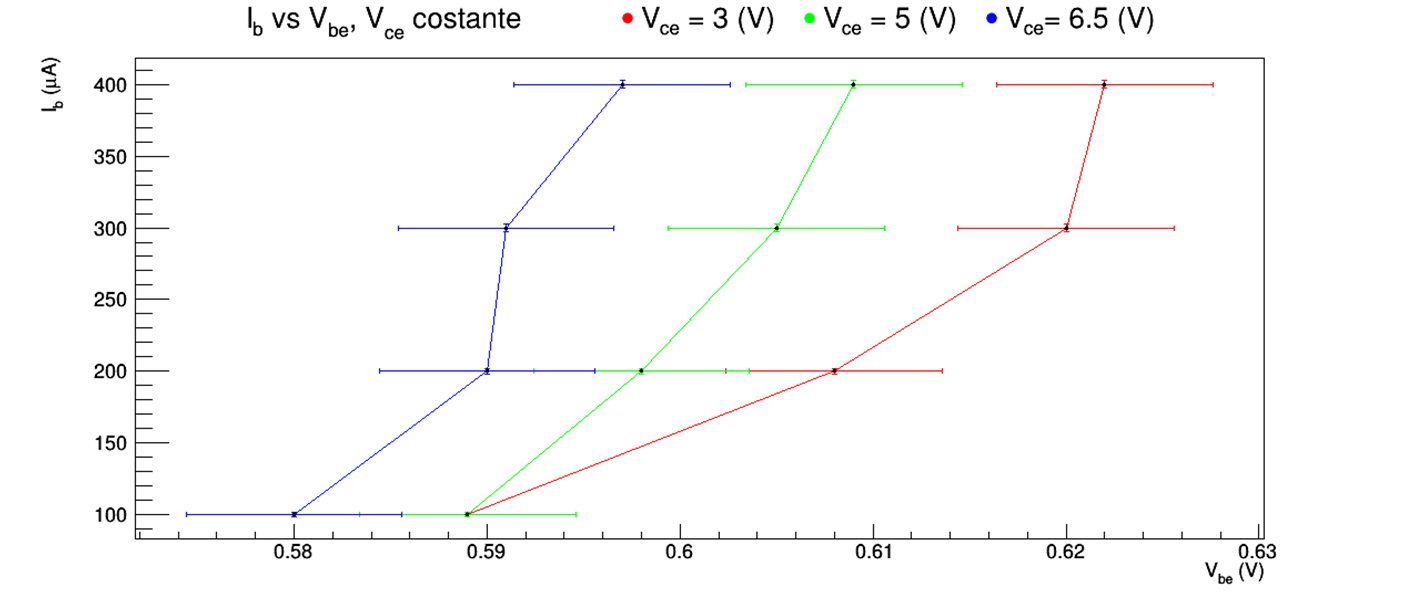 I_b vs V_be, V_ce costante
V_ce = 3 (V)
V_ce = 5 (V)
V_ce= 6.5 (V)
I_b (μA)
400
350
300
250
200
150
100
0.58 0.59 0.6 0.61 0.62 0.63
V_be (V)